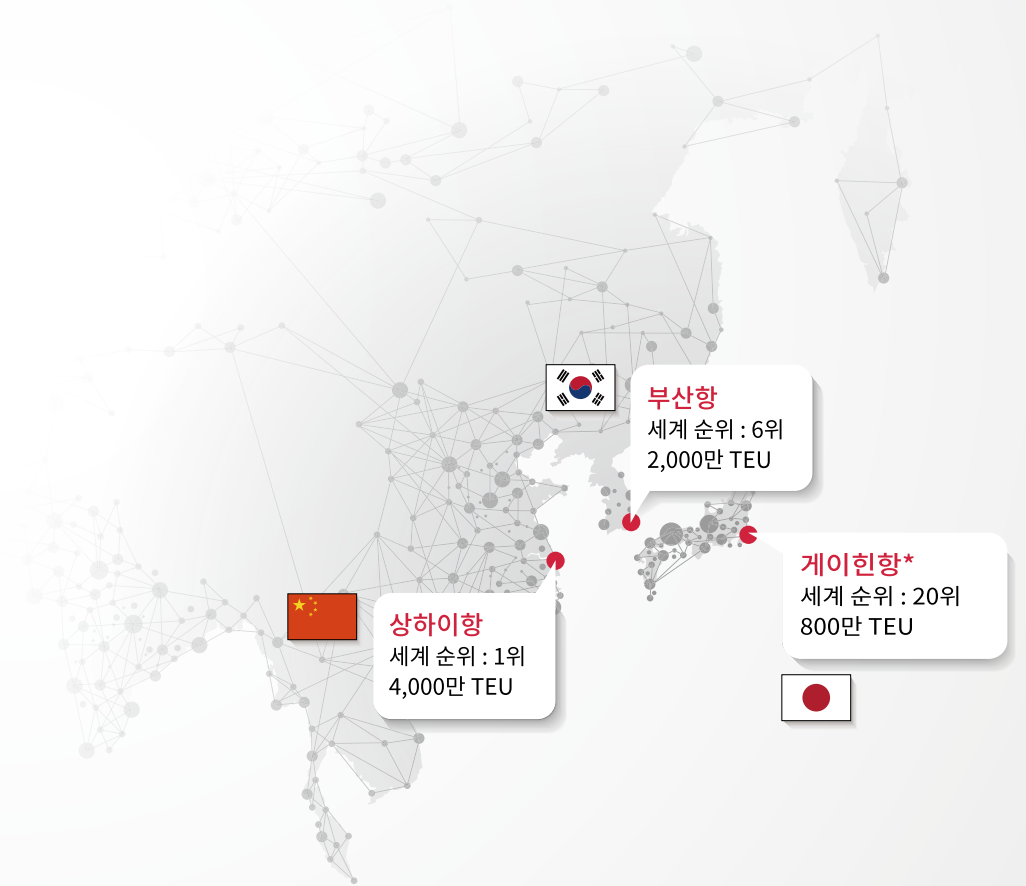 부산항
세계 순위 : 6위
2,000만 TEU
게이힌항*
세계 순위 : 20위
800만 TEU
상하이항
세계 순위 : 1위
4,000만 TEU